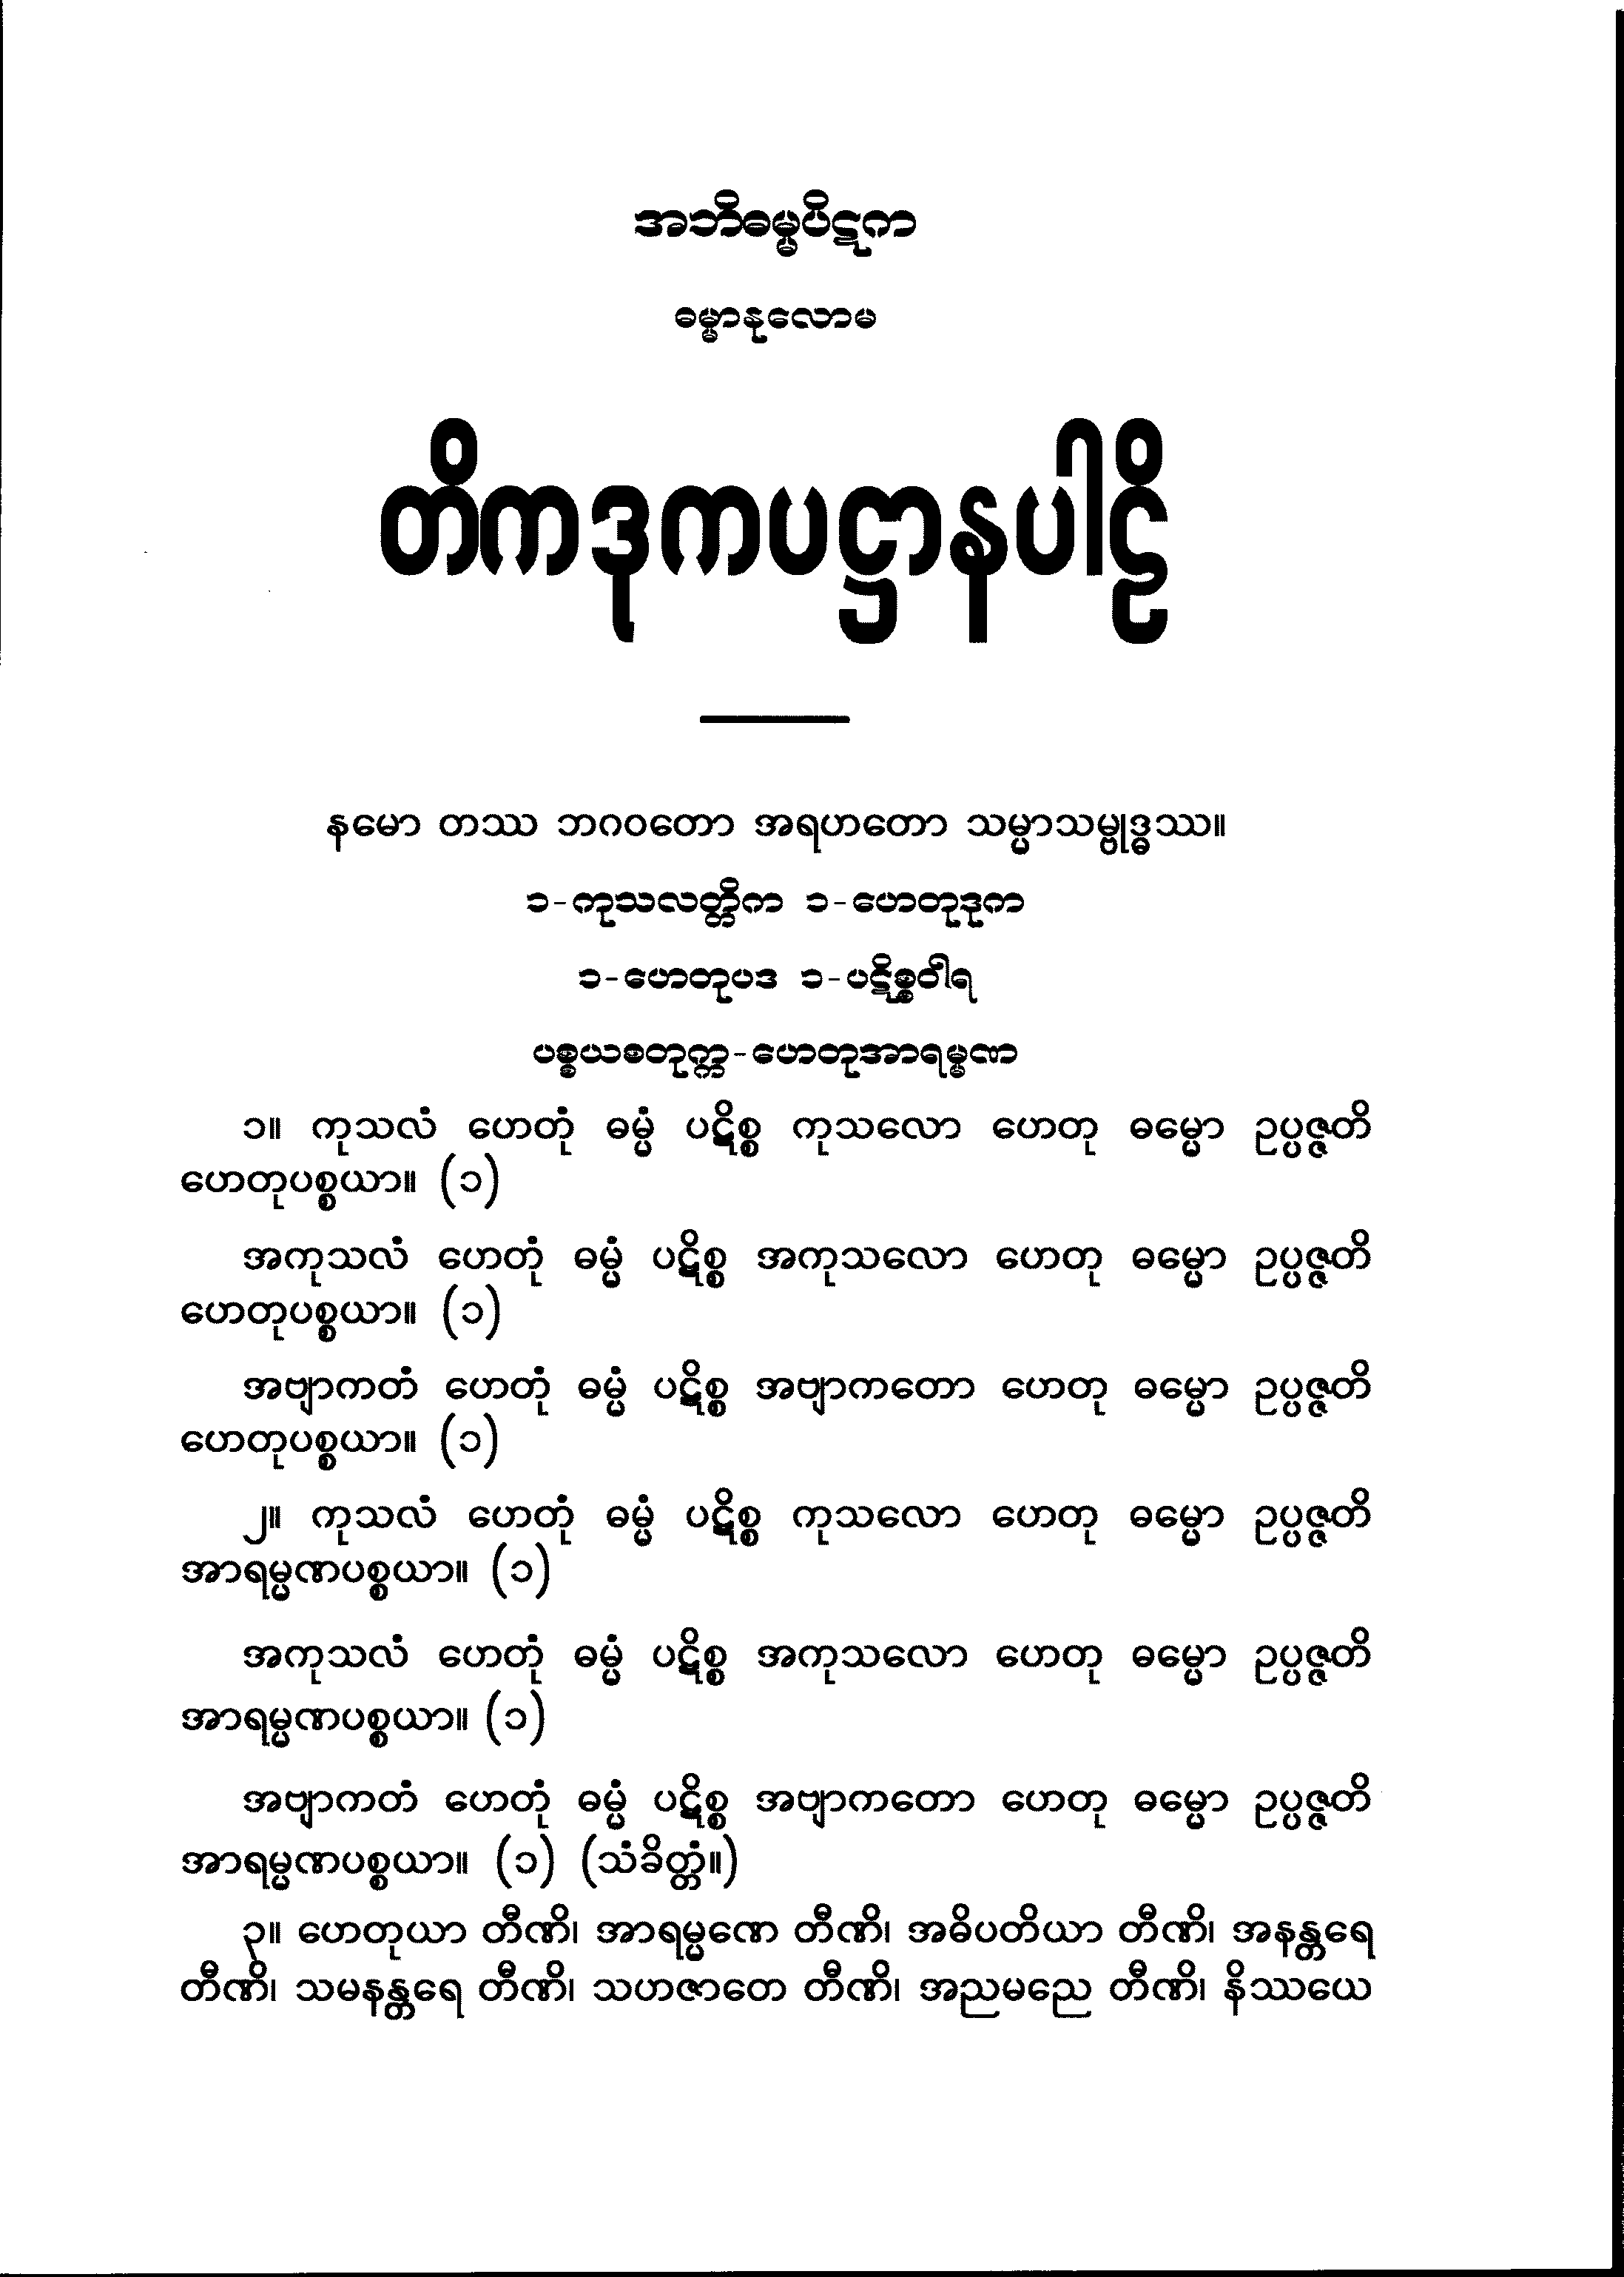 အဘိဓမ္မပိဋက
ဓမ္မာနုလောမ
တိကဒုကပဋ္ဌာနပါဠိ
နမော တဿ ဘဂဝတော အရဟတော သမ္မာသမ္ဗုဒ္ဓဿ။
၁-ကုသလတ္တိက ၁-ဟေတုဒုက
၁-ဟေတုပဒ ၁-ပဋိစ္စဝါရ
ပစ္စယစတုက္က-ဟေတုအာရမ္မဏ
၁။ ကုသလံ ဟေတုံ ဓမ္မံ ပဋိစ္စ ကုသလော ဟေတု ဓမ္မော ဥပ္ပဇ္ဇတိ
ဟေတုပစ္စယာ။ (၁)
အကုသလံ ဟေတုံ ဓမ္မံ ပဋိစ္စ အကုသလော ဟေတု ဓမ္မော ဥပ္ပဇ္ဇတိ
ဟေတုပစ္စယာ။ (၁)
အဗျာကတံ ဟေတုံ ဓမ္မံ ပဋိစ္စ အဗျာကတော ဟေတု ဓမ္မော ဥပ္ပဇ္ဇတိ
ဟေတုပစ္စယာ။ (၁)
၂။ ကုသလံ ဟေတုံ ဓမ္မံ ပဋိစ္စ ကုသလော ဟေတု ဓမ္မော ဥပ္ပဇ္ဇတိ
အာရမ္မဏပစ္စယာ။ (၁)
အကုသလံ ဟေတုံ ဓမ္မံ ပဋိစ္စ အကုသလော ဟေတု ဓမ္မော ဥပ္ပဇ္ဇတိ
အာရမ္မဏပစ္စယာ။ (၁)
အဗျာကတံ ဟေတုံ ဓမ္မံ ပဋိစ္စ အဗျာကတော ဟေတု ဓမ္မော ဥပ္ပဇ္ဇတိ
အာရမ္မဏပစ္စယာ။ (၁) (သံခိတ္တံ။)
၃။ ဟေတုယာ တီဏိ၊ အာရမ္မဏေ တီဏိ၊ အဓိပတိယာ တီဏိ၊ အနန္တရေ
တီဏိ၊ သမနန္တရေ တီဏိ၊ သဟဇာတေ တီဏိ၊ အညမညေ တီဏိ၊ နိဿယေ